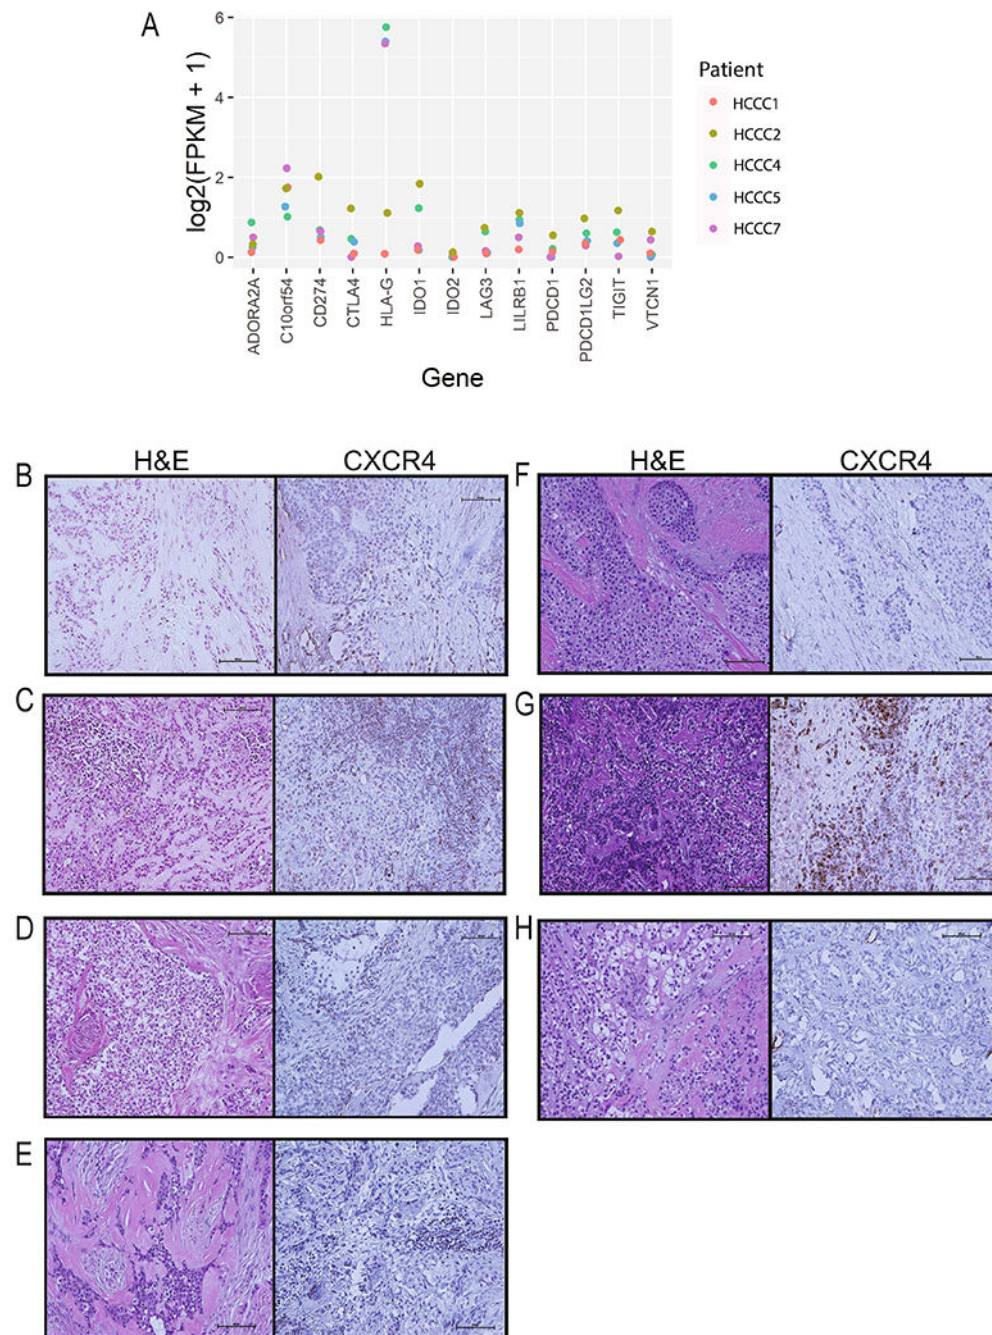 A
log2(FPKM + 1)
6
4
2
0
ADORA2A
C10orf54
CD274
CTLA4
HLA-G
IDO1
IDO2
LAG3
LILRB1
PDCD1
PDCD1LG2
TIGIT
VTCN1
Gene
Patient
HCCC1
HCCC2
HCCC4
HCCC5
HCCC7
B
H&E
CXCR4
F
H&E
CXCR4
C
G
D
H
E